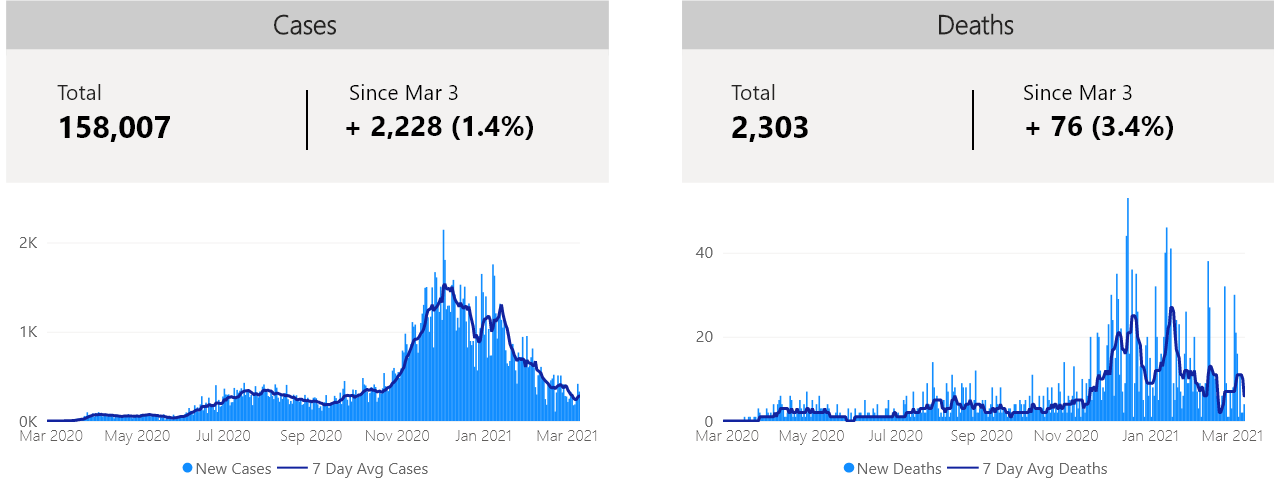 Cases
Total
158,007
Since Mar 3
+ 2,228 (1.4%)
2K
1K
0K
Mar 2020 May 2020 Jul 2020 Sep 2020 Nov 2020 Jan 2021 Mar 2021
New Cases 7 Day Avg Cases
Deaths
Total
2,303
Since Mar 3
+ 76 (3.4%)
40
20
0
Mar 2020 May 2020 Jul 2020 Sep 2020 Nov 2020 Jan 2021 Mar 2021
New Deaths 7 Day Avg Deaths